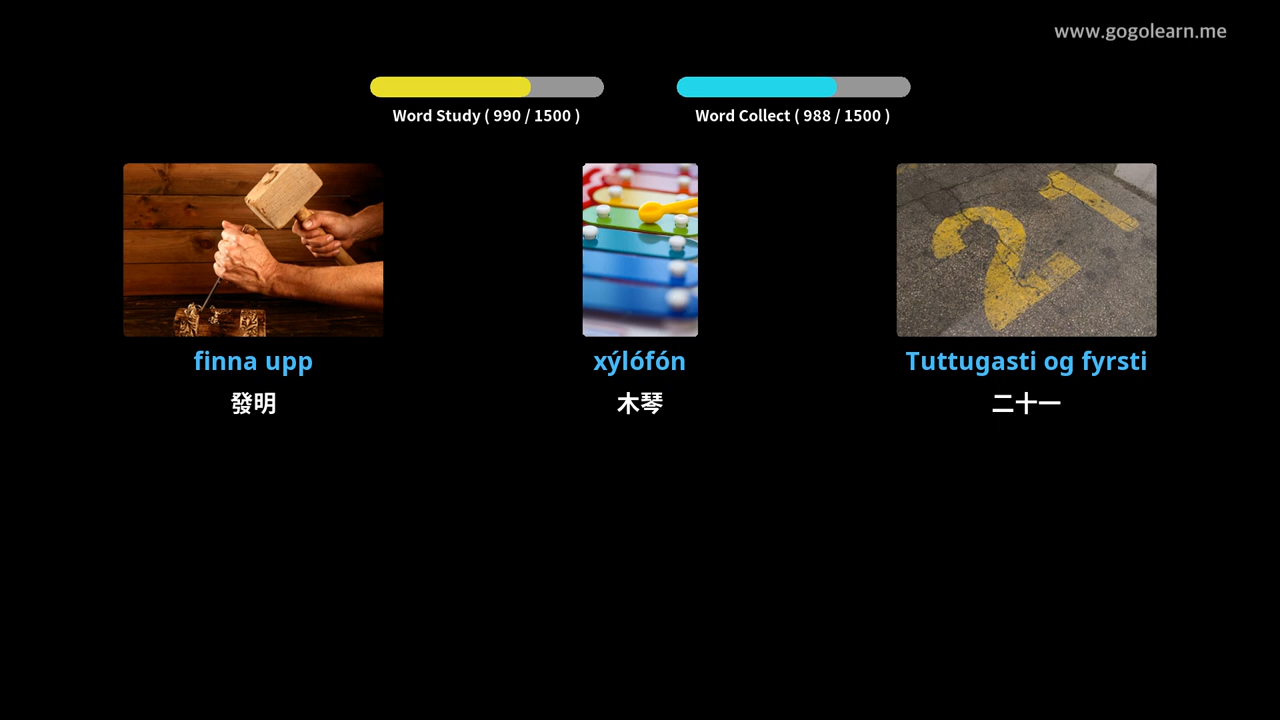 www.gogolearn.me
Word Study ( 990 / 1500 )
Word Collect ( 988 / 1500 )
21
finna upp
xýlófón
Tuttugasti og fyrsti
發明
木琴
二十一